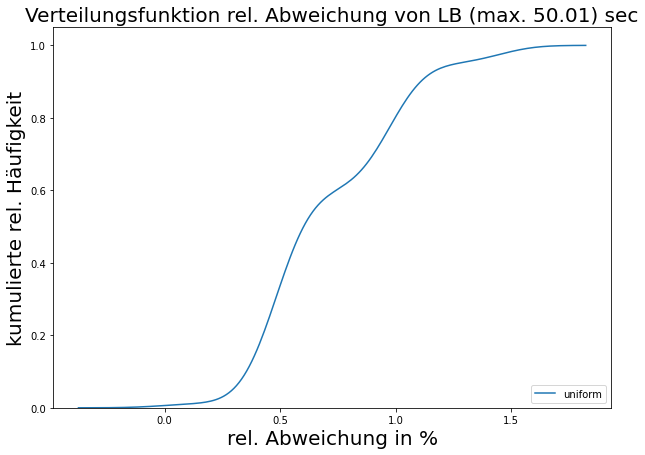 Verteilungsfunktion rel. Abweichung von LB (max. 50.01) sec
kumulierte rel. Häufigkeit
1.0
0.8
0.6
0.4
0.2
0.0
0.0 0.5 1.0 1.5
rel. Abweichung in %
uniform